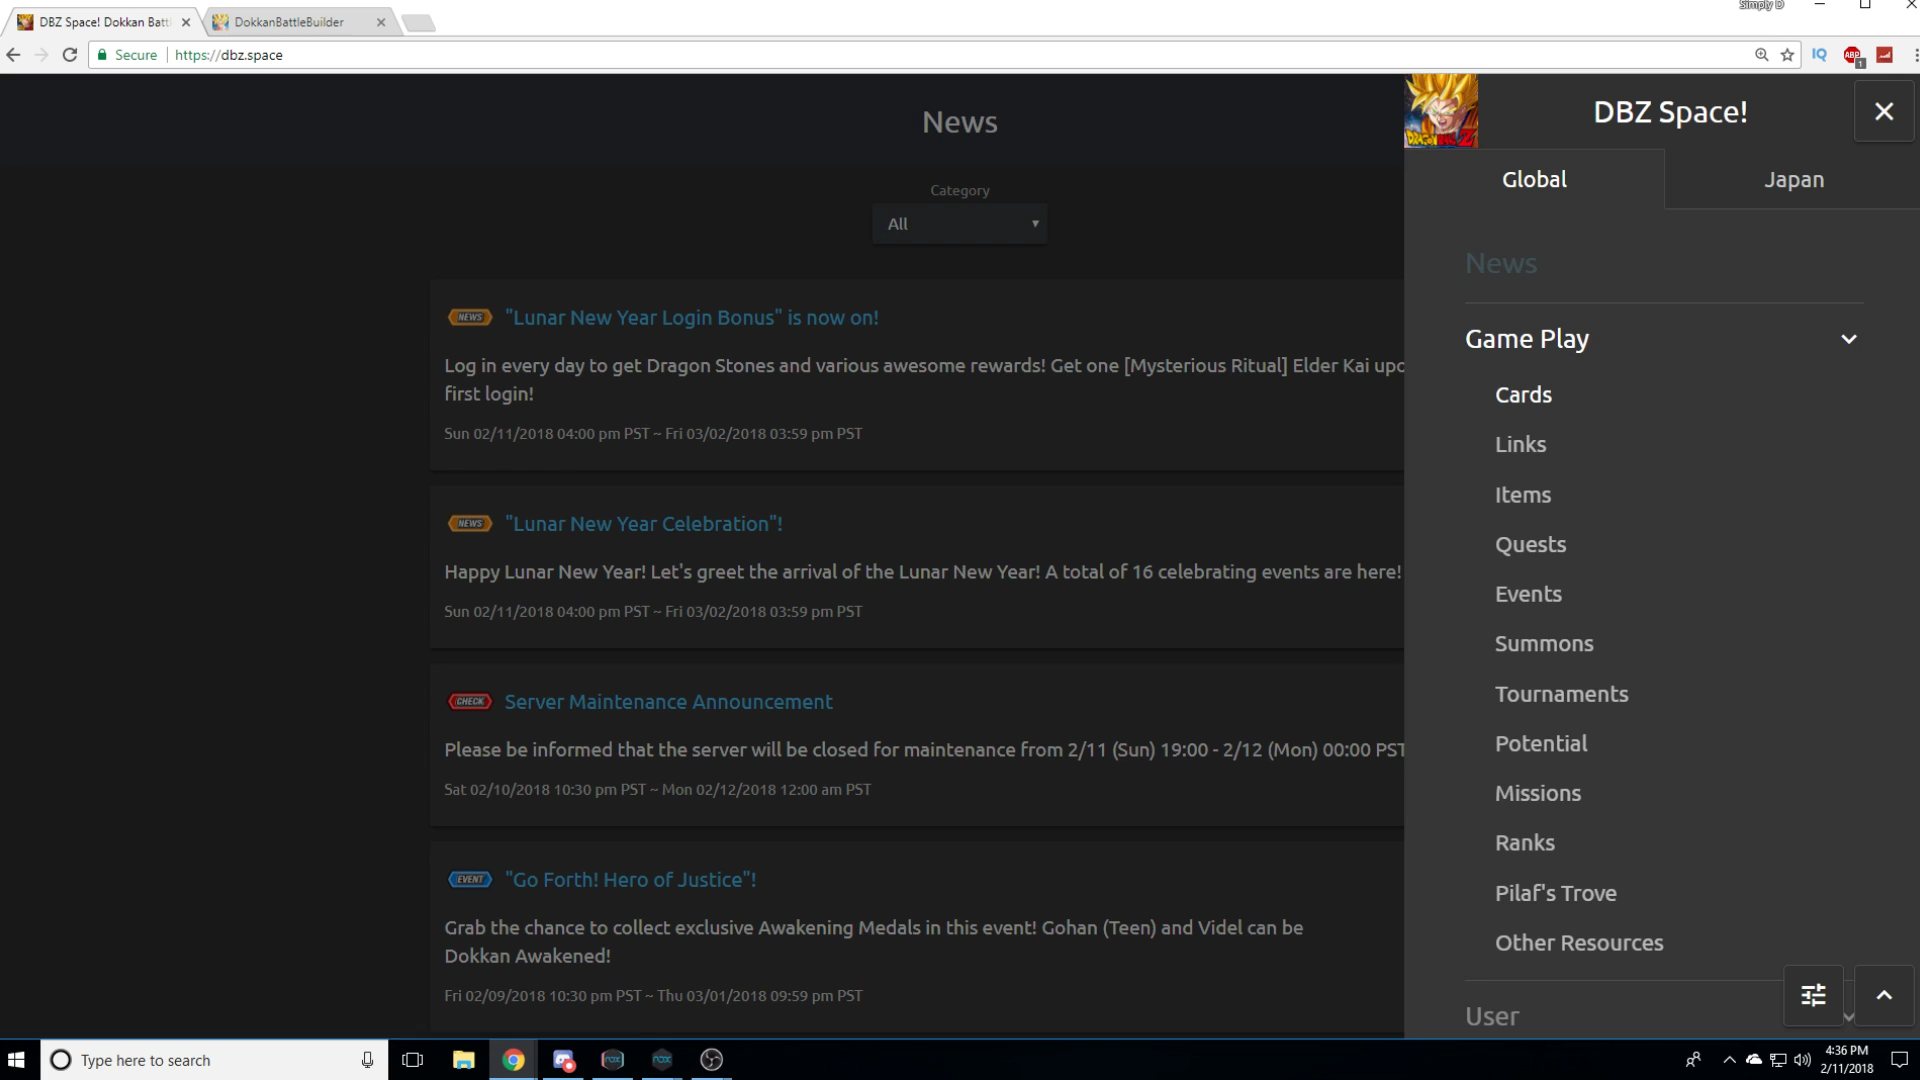 DBZ Space! Dokkan Battl
DokkanBattleBuilder
Simply D
Secure
https://dbz.space
IQ
ABP
1
News
Category
All
NEWS
"Lunar New Year Login Bonus" is now on!
Log in every day to get Dragon Stones and various awesome rewards! Get one [Mysterious Ritual] Elder Kai upo
first login!
Sun 02/11/2018 04:00 pm PST ~ Fri 03/02/2018 03:59 pm PST
NEWS
"Lunar New Year Celebration"!
Happy Lunar New Year! Let's greet the arrival of the Lunar New Year! A total of 16 celebrating events are here!
Sun 02/11/2018 04:00 pm PST ~ Fri 03/02/2018 03:59 pm PST
CHECK
Server Maintenance Announcement
Please be informed that the server will be closed for maintenance from 2/11 (Sun) 19:00 - 2/12 (Mon) 00:00 PST
Sat 02/10/2018 10:30 pm PST ~ Mon 02/12/2018 12:00 am PST
EVENT
"Go Forth! Hero of Justice"!
Grab the chance to collect exclusive Awakening Medals in this event! Gohan (Teen) and Videl can be
Dokkan Awakened!
Fri 02/09/2018 10:30 pm PST ~ Thu 03/01/2018 09:59 pm PST
DRAGON BALL Z
DBZ Space!
Global
Japan
News
Game Play
Cards
Links
Items
Quests
Events
Summons
Tournaments
Potential
Missions
Ranks
Pilaf's Trove
Other Resources
User
Type here to search
nox
nox
4:36 PM
2/11/2018